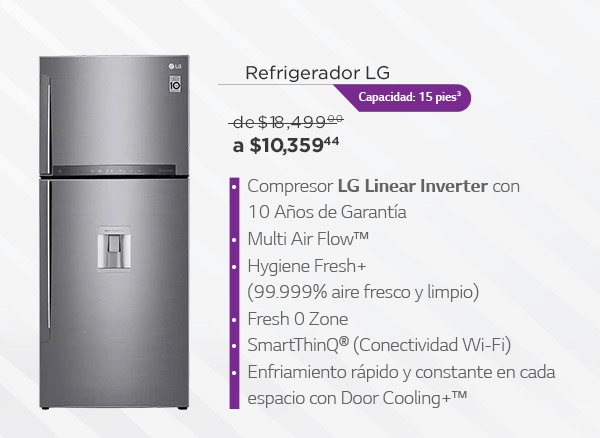 Refrigerador LG
Capacidad: 15 pies³
de $18,499⁰⁰
a $10,359⁴⁴
LG
10
• Compresor LG Linear Inverter con
10 Años de Garantía
• Multi Air Flow™
• Hygiene Fresh+
(99.999% aire fresco y limpio)
• Fresh 0 Zone
• SmartThinQ® (Conectividad Wi-Fi)
• Enfriamiento rápido y constante en cada
espacio con Door Cooling+™